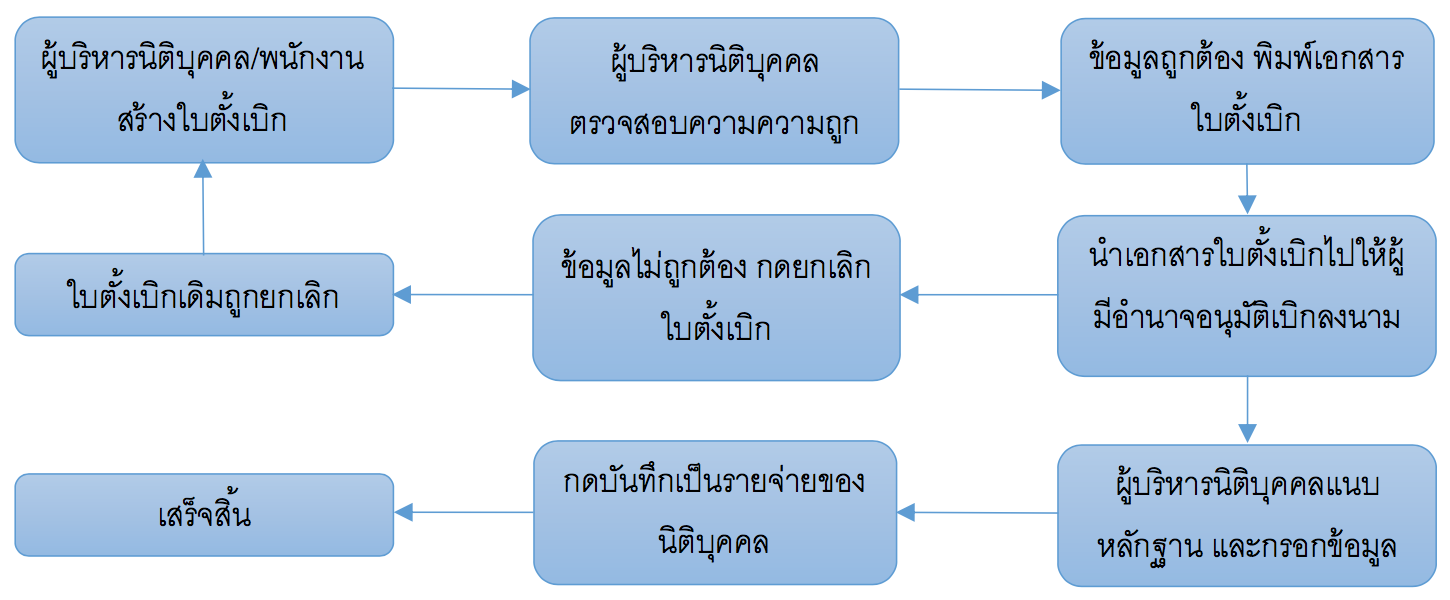 ผู้บริหารนิติบุคคล/พนักงาน
สร้างใบตั้งเบิก
ผู้บริหารนิติบุคคล
ตรวจสอบความความถูก
ข้อมูลถูกต้อง พิมพ์เอกสาร
ใบตั้งเบิก
นำเอกสารใบตั้งเบิกไปให้ผู้
มีอำนาจอนุมัติเบิกลงนาม
ข้อมูลไม่ถูกต้อง กดยกเลิก
ใบตั้งเบิก
ใบตั้งเบิกเดิมถูกยกเลิก
ผู้บริหารนิติบุคคลแนบ
หลักฐาน และกรอกข้อมูล
กดบันทึกเป็นรายจ่ายของ
นิติบุคคล
เสร็จสิ้น